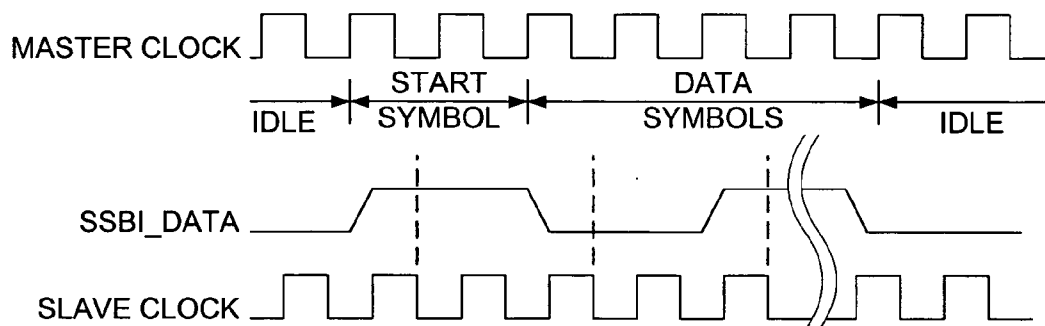 MASTER CLOCK
START DATA
IDLE SYMBOL SYMBOLS IDLE
SSBI_DATA
SLAVE CLOCK